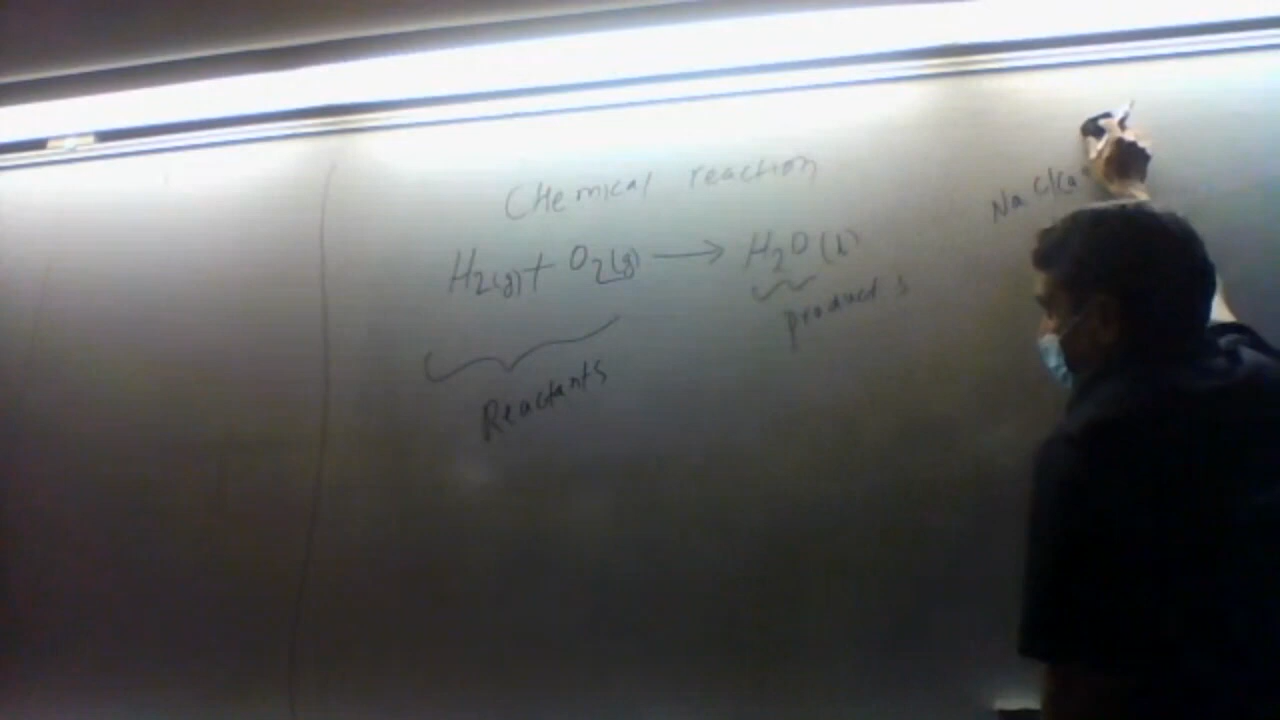 CHemical reaction
H2(g) + O2(g) → H2O(l)
products
Reactants
NaCl(a